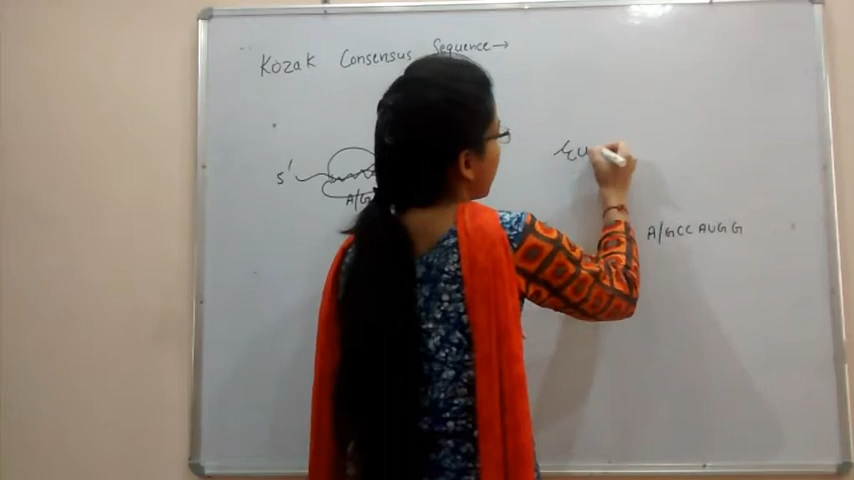 Kozak Consensus Sequence →
5'
A/G
A/GCC AUG G